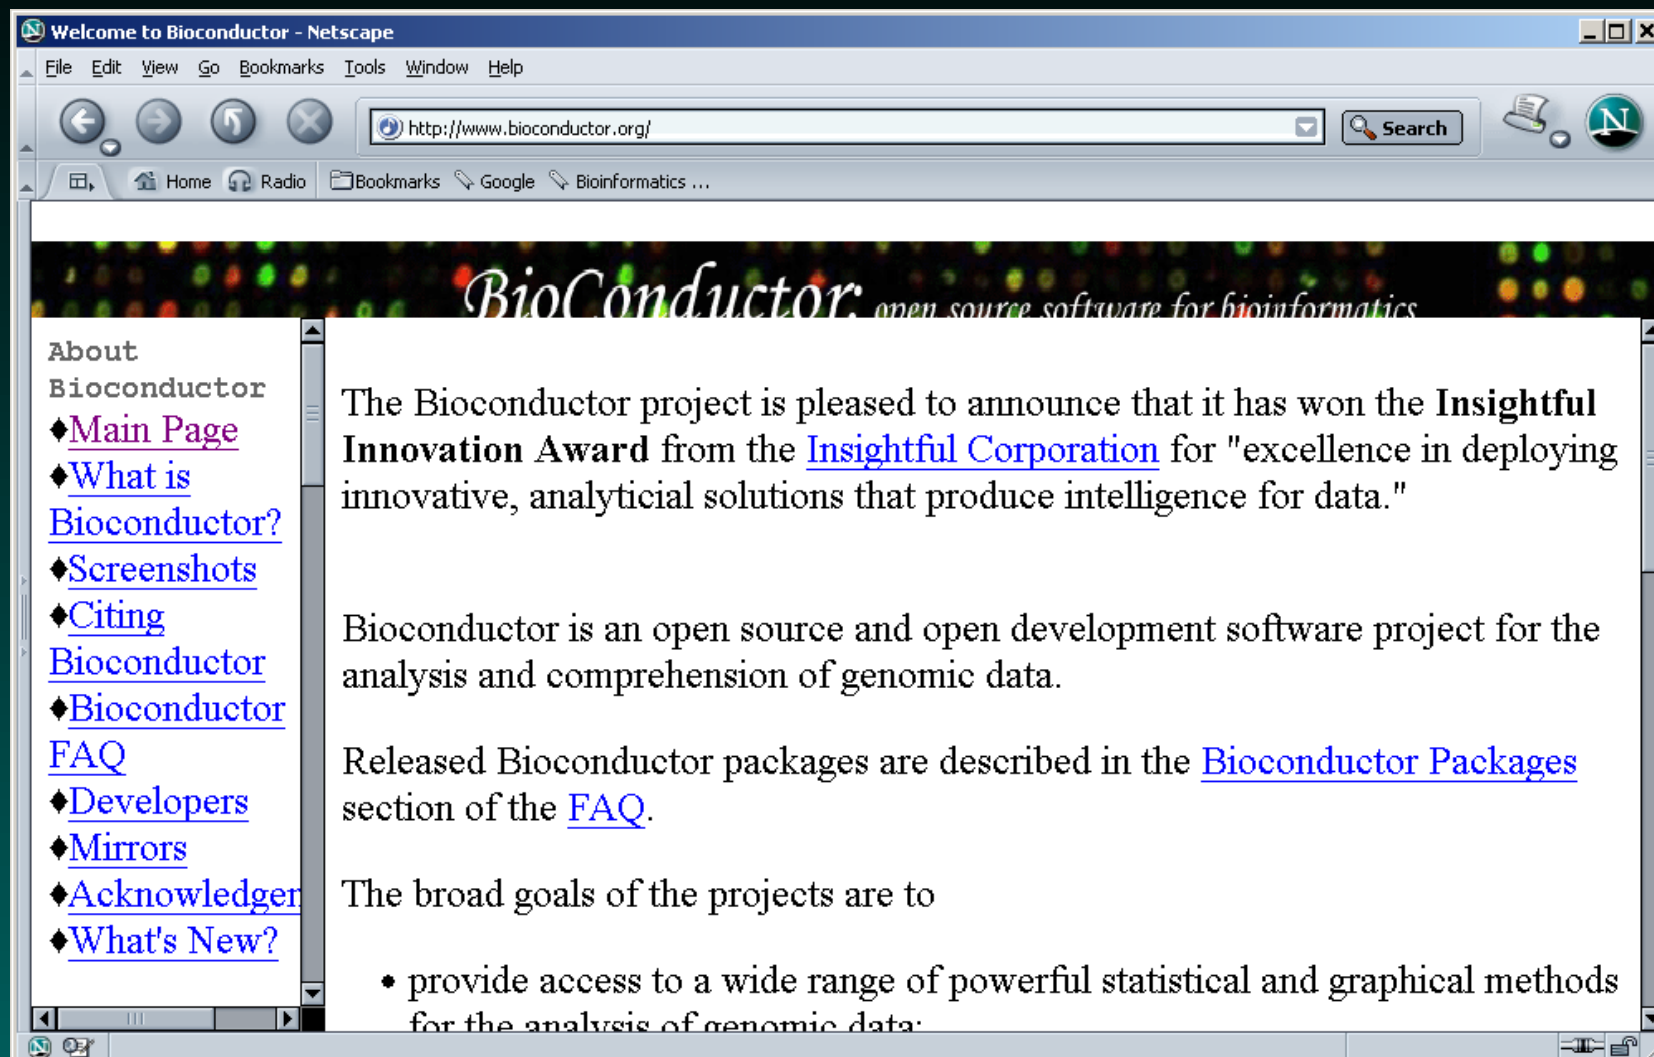 Welcome to Bioconductor - Netscape
File Edit View Go Bookmarks Tools Window Help
http://www.bioconductor.org/
Search
N
Home Radio Bookmarks Google Bioinformatics ...
BioConductor: open source software for bioinformatics
About
Bioconductor
♦Main Page
♦What is
Bioconductor?
♦Screenshots
♦Citing
Bioconductor
♦Bioconductor
FAQ
♦Developers
♦Mirrors
♦Acknowledgem
♦What's New?
The Bioconductor project is pleased to announce that it has won the Insightful
Innovation Award from the Insightful Corporation for "excellence in deploying
innovative, analyticial solutions that produce intelligence for data."
Bioconductor is an open source and open development software project for the
analysis and comprehension of genomic data.
Released Bioconductor packages are described in the Bioconductor Packages
section of the FAQ.
The broad goals of the projects are to
• provide access to a wide range of powerful statistical and graphical methods
for the analysis of genomic data;